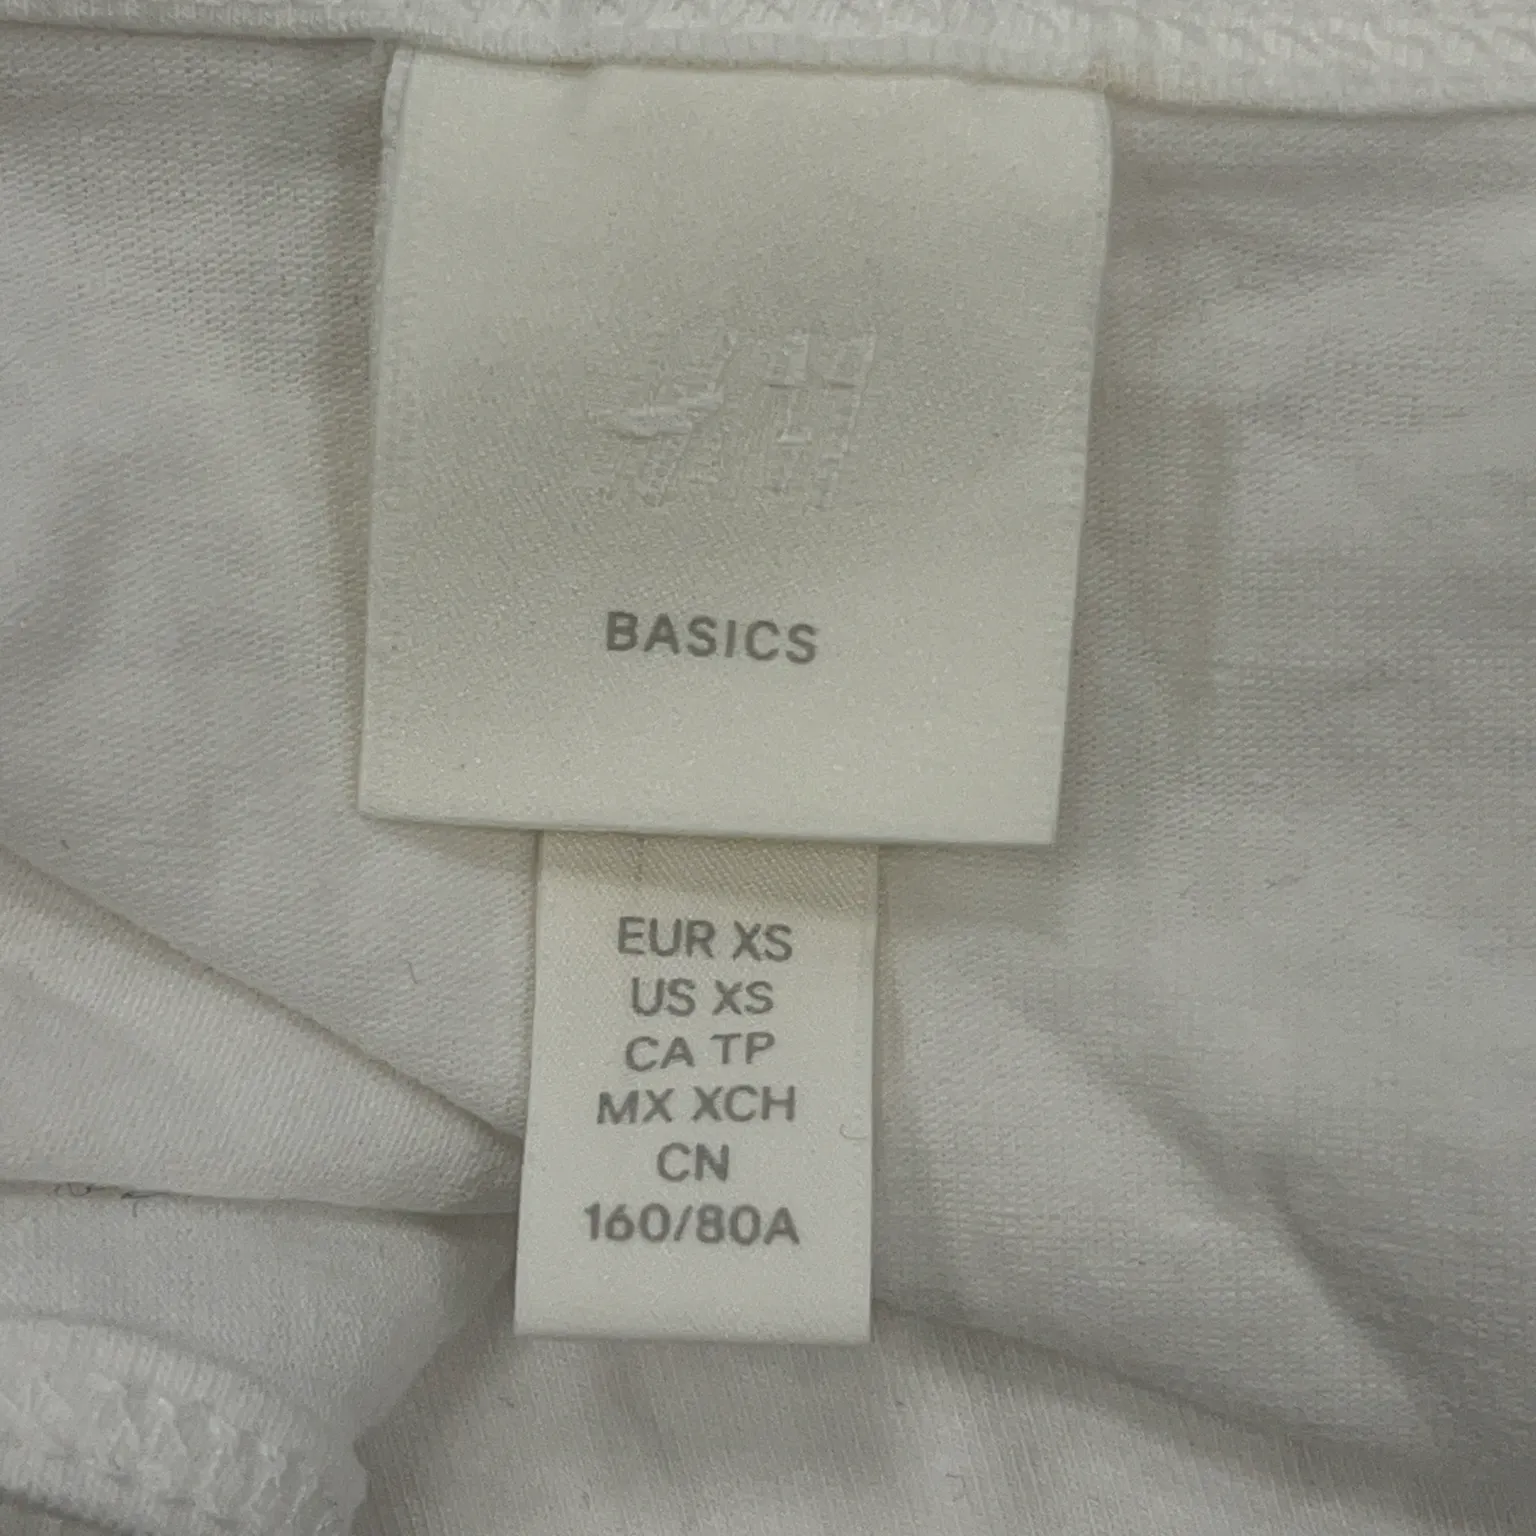 BASICS
EUR XS
US XS
CA TP
MX XCH
CN
160/80A